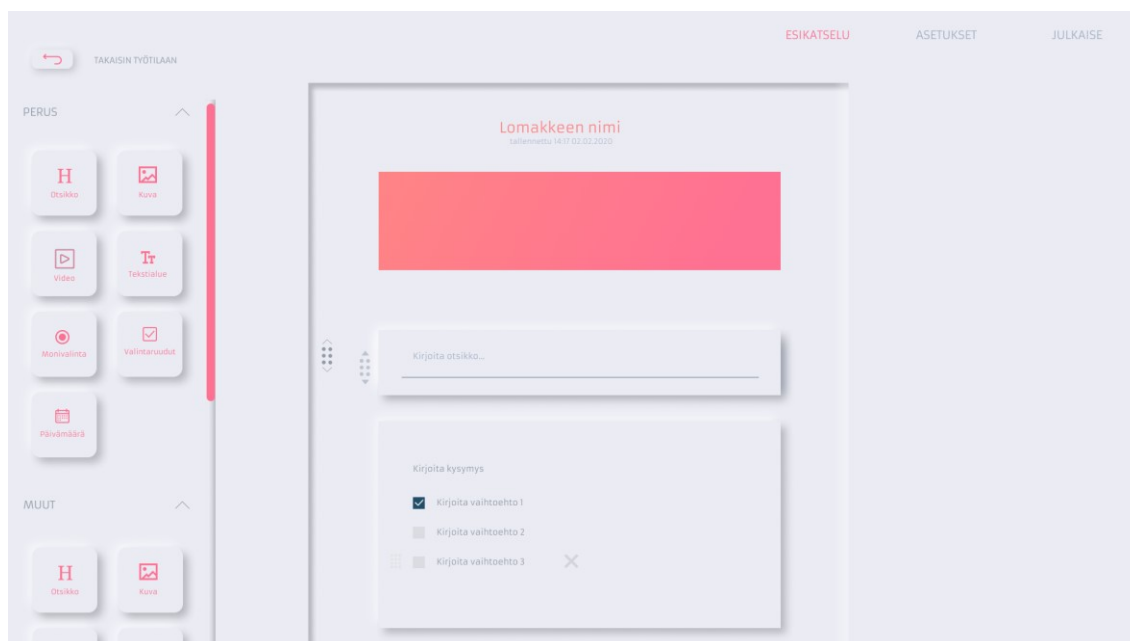 ESIKATSELU
ASETUKSET
JULKAISE
TAKAISIN TYÖTILAAN
PERUS
H
Otsikko
Kuva
Video
TT
Tekstialue
Monivalinta
Valintaruudut
Päivämäärä
MUUT
H
Otsikko
Kuva
Lomakkeen nimi
tallennettu 14:17 02.02.2020
Kirjoita otsikko...
Kirjoita kysymys
Kirjoita vaihtoehto 1
Kirjoita vaihtoehto 2
Kirjoita vaihtoehto 3